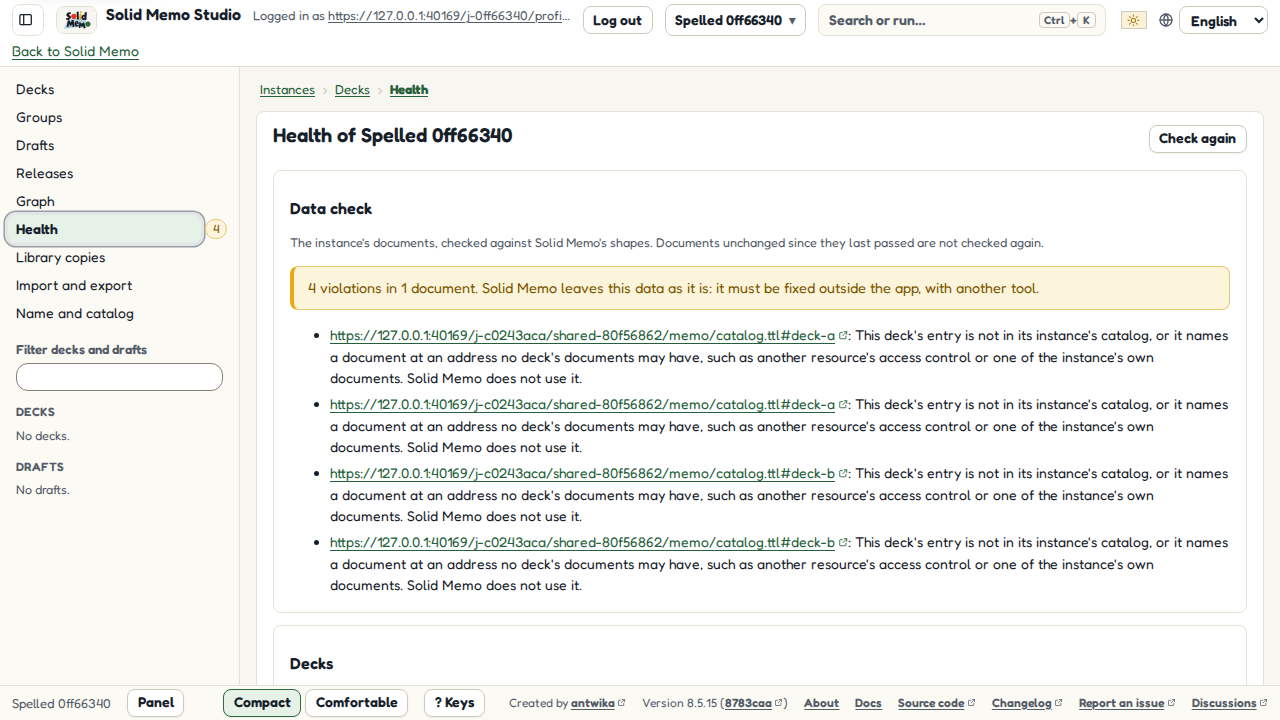 Solid Memo
Solid Memo Studio
Logged in as https://127.0.0.1:40169/j-0ff66340/profi...
Log out
Spelled 0ff66340 ▾
Search or run...
Ctrl + K
English
Back to Solid Memo
Decks
Groups
Drafts
Releases
Graph
Health
4
Library copies
Import and export
Name and catalog
Filter decks and drafts
DECKS
No decks.
DRAFTS
No drafts.
Instances › Decks › Health
Health of Spelled 0ff66340
Check again
Data check
The instance's documents, checked against Solid Memo's shapes. Documents unchanged since they last passed are not checked again.
4 violations in 1 document. Solid Memo leaves this data as it is: it must be fixed outside the app, with another tool.
• https://127.0.0.1:40169/j-c0243aca/shared-80f56862/memo/catalog.ttl#deck-a : This deck's entry is not in its instance's catalog, or it names
a document at an address no deck's documents may have, such as another resource's access control or one of the instance's own
documents. Solid Memo does not use it.
• https://127.0.0.1:40169/j-c0243aca/shared-80f56862/memo/catalog.ttl#deck-a : This deck's entry is not in its instance's catalog, or it names
a document at an address no deck's documents may have, such as another resource's access control or one of the instance's own
documents. Solid Memo does not use it.
• https://127.0.0.1:40169/j-c0243aca/shared-80f56862/memo/catalog.ttl#deck-b : This deck's entry is not in its instance's catalog, or it names
a document at an address no deck's documents may have, such as another resource's access control or one of the instance's own
documents. Solid Memo does not use it.
• https://127.0.0.1:40169/j-c0243aca/shared-80f56862/memo/catalog.ttl#deck-b : This deck's entry is not in its instance's catalog, or it names
a document at an address no deck's documents may have, such as another resource's access control or one of the instance's own
documents. Solid Memo does not use it.
Decks
Spelled 0ff66340
Panel
Compact
Comfortable
? Keys
Created by antwika
Version 8.5.15 (8783caa)
About
Docs
Source code
Changelog
Report an issue
Discussions